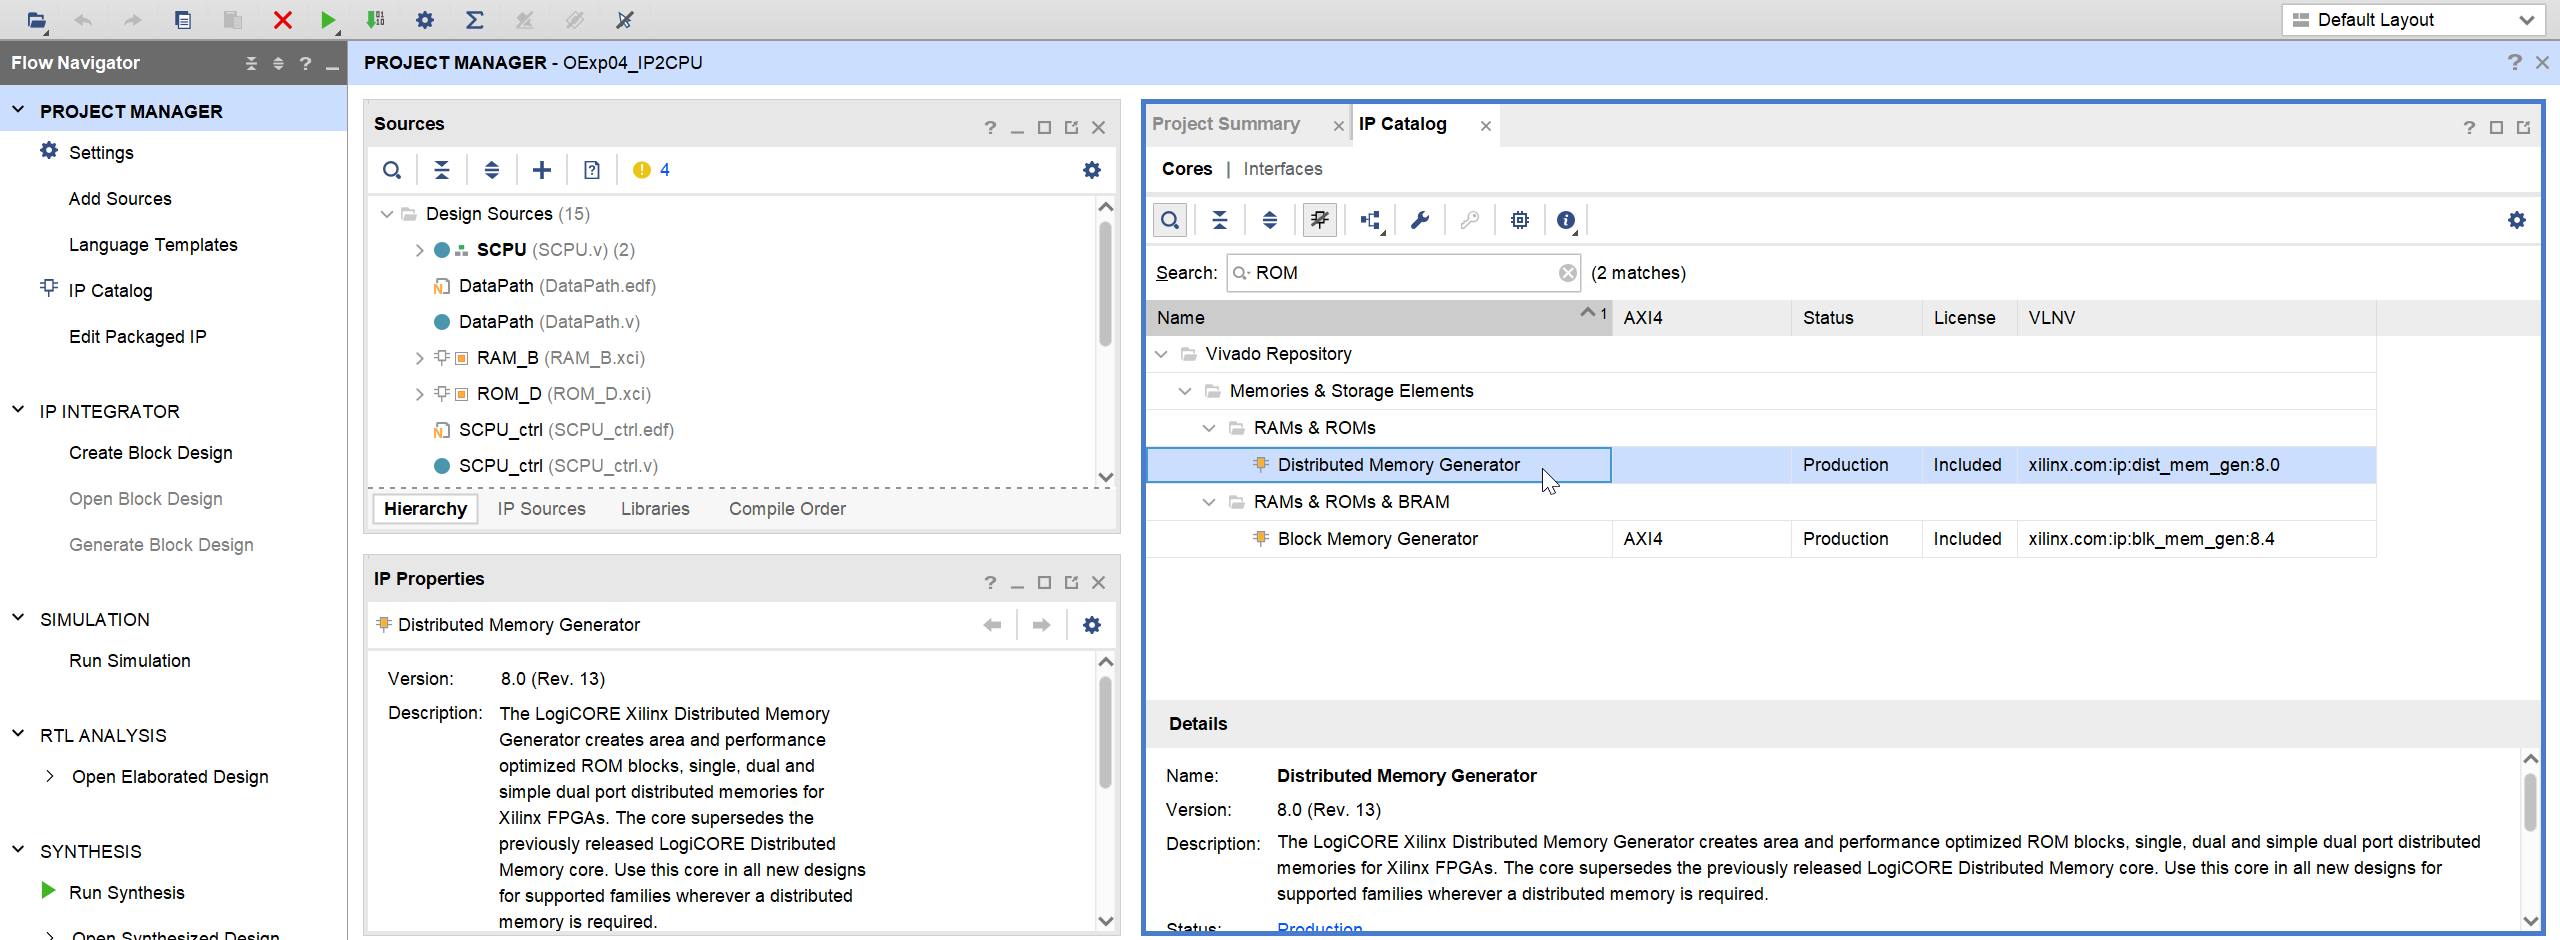 Default Layout
Flow Navigator
PROJECT MANAGER - OExp04_IP2CPU
PROJECT MANAGER
Settings
Add Sources
Language Templates
IP Catalog
Edit Packaged IP
IP INTEGRATOR
Create Block Design
Open Block Design
Generate Block Design
SIMULATION
Run Simulation
RTL ANALYSIS
Open Elaborated Design
SYNTHESIS
Run Synthesis
Open Synthesized Design
Sources
4
Design Sources (15)
SCPU (SCPU.v) (2)
DataPath (DataPath.edf)
DataPath (DataPath.v)
RAM_B (RAM_B.xci)
ROM_D (ROM_D.xci)
SCPU_ctrl (SCPU_ctrl.edf)
SCPU_ctrl (SCPU_ctrl.v)
Hierarchy IP Sources Libraries Compile Order
IP Properties
Distributed Memory Generator
Version: 8.0 (Rev. 13)
Description: The LogiCORE Xilinx Distributed Memory
Generator creates area and performance
optimized ROM blocks, single, dual and
simple dual port distributed memories for
Xilinx FPGAs. The core supersedes the
previously released LogiCORE Distributed
Memory core. Use this core in all new designs
for supported families wherever a distributed
memory is required.
Project Summary IP Catalog
Cores | Interfaces
Search: ROM (2 matches)
Name 1 AXI4 Status License VLNV
Vivado Repository
Memories & Storage Elements
RAMs & ROMs
Distributed Memory Generator Production Included xilinx.com:ip:dist_mem_gen:8.0
RAMs & ROMs & BRAM
Block Memory Generator AXI4 Production Included xilinx.com:ip:blk_mem_gen:8.4
Details
Name: Distributed Memory Generator
Version: 8.0 (Rev. 13)
Description: The LogiCORE Xilinx Distributed Memory Generator creates area and performance optimized ROM blocks, single, dual and simple dual port distributed
memories for Xilinx FPGAs. The core supersedes the previously released LogiCORE Distributed Memory core. Use this core in all new designs for
supported families wherever a distributed memory is required.
Status: Production